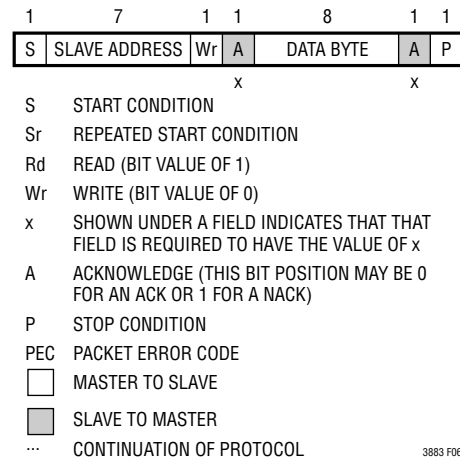 1 7 1 1 8 1 1
S SLAVE ADDRESS Wr A DATA BYTE A P
x x
S START CONDITION
Sr REPEATED START CONDITION
Rd READ (BIT VALUE OF 1)
Wr WRITE (BIT VALUE OF 0)
x SHOWN UNDER A FIELD INDICATES THAT THAT
FIELD IS REQUIRED TO HAVE THE VALUE OF x
A ACKNOWLEDGE (THIS BIT POSITION MAY BE 0
FOR AN ACK OR 1 FOR A NACK)
P STOP CONDITION
PEC PACKET ERROR CODE
MASTER TO SLAVE
SLAVE TO MASTER
... CONTINUATION OF PROTOCOL 3883 F06